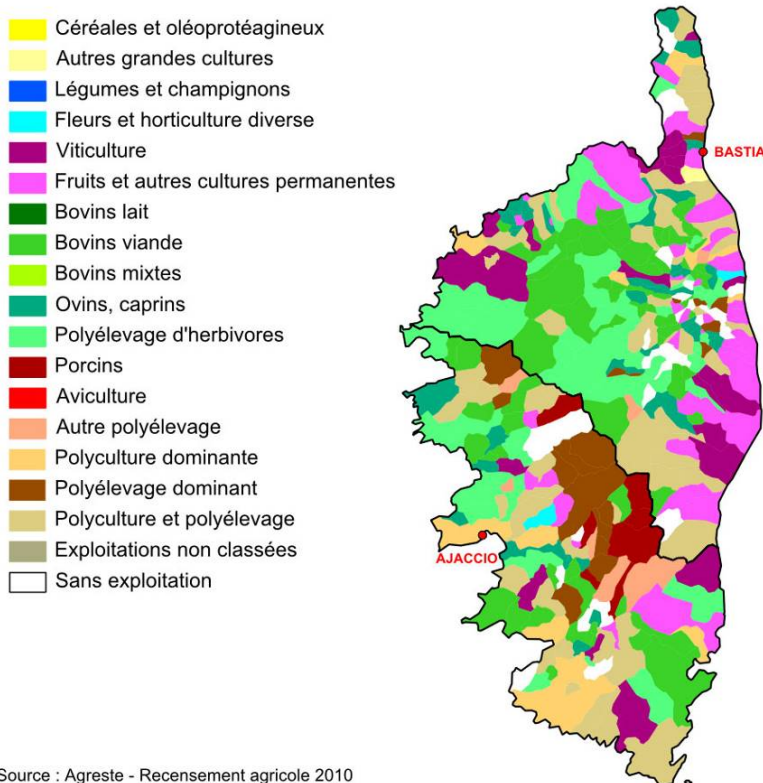 Céréales et oléoprotéagineux
Autres grandes cultures
Légumes et champignons
Fleurs et horticulture diverse
Viticulture
Fruits et autres cultures permanentes
Bovins lait
Bovins viande
Bovins mixtes
Ovins, caprins
Polyélevage d'herbivores
Porcins
Aviculture
Autre polyélevage
Polyculture dominante
Polyélevage dominant
Polyculture et polyélevage
Exploitations non classées
Sans exploitation
BASTIA
AJACCIO
Source : Agreste - Recensement agricole 2010